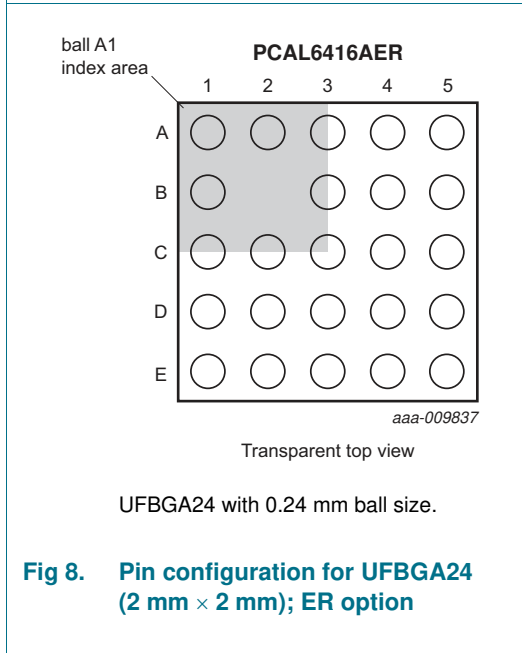 ball A1
index area
PCAL6416AER
1 2 3 4 5
A
B
C
D
E
aaa-009837
Transparent top view
UFBGA24 with 0.24 mm ball size.
Fig 8. Pin configuration for UFBGA24
(2 mm × 2 mm); ER option